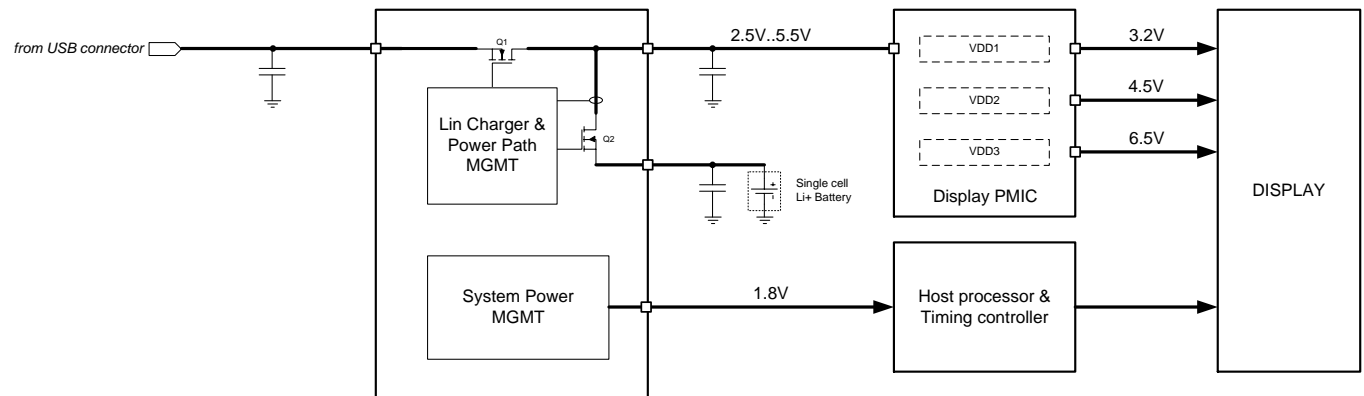 from USB connector
Q1
2.5V..5.5V
VDD1
3.2V
VDD2
4.5V
VDD3
6.5V
Lin Charger &
Power Path
MGMT
Q2
+
-
Single cell
Li+ Battery
Display PMIC
DISPLAY
System Power
MGMT
1.8V
Host processor &
Timing controller